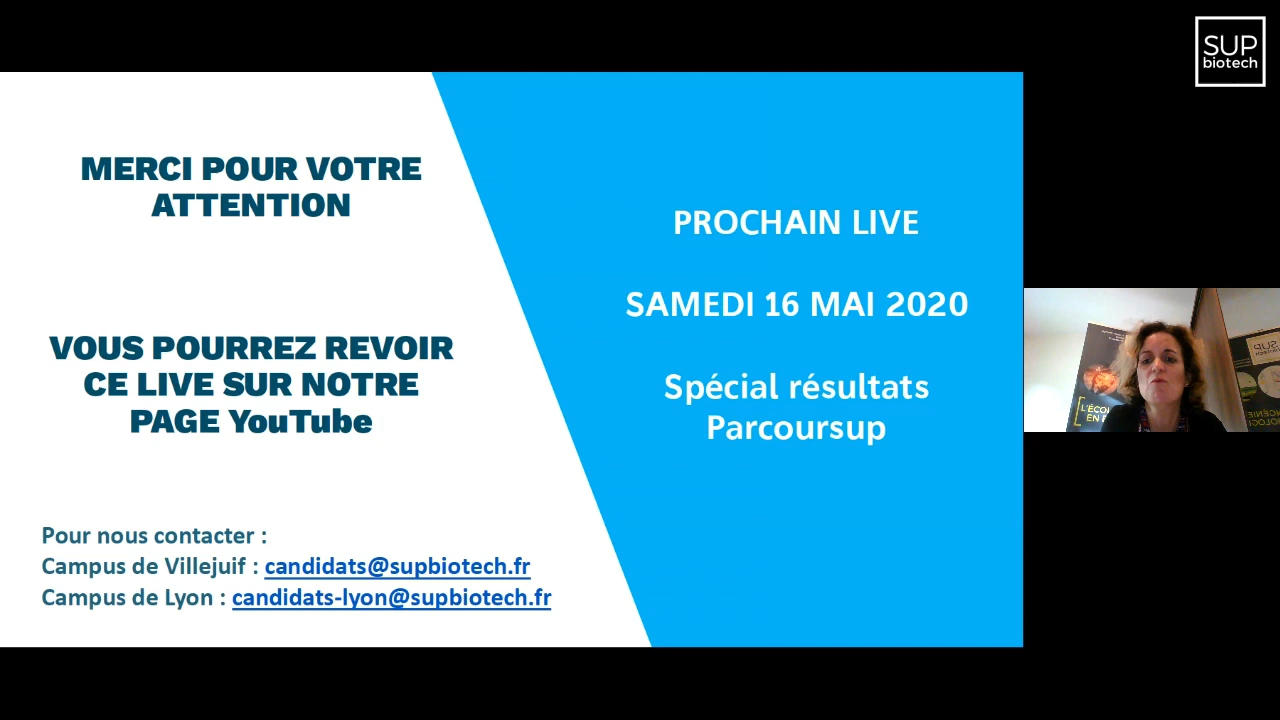 SUP
biotech
MERCI POUR VOTRE
ATTENTION
VOUS POURREZ REVOIR
CE LIVE SUR NOTRE
PAGE YouTube
Pour nous contacter :
Campus de Villejuif : candidats@supbiotech.fr
Campus de Lyon : candidats-lyon@supbiotech.fr
PROCHAIN LIVE
SAMEDI 16 MAI 2020
Spécial résultats
Parcoursup
SUP